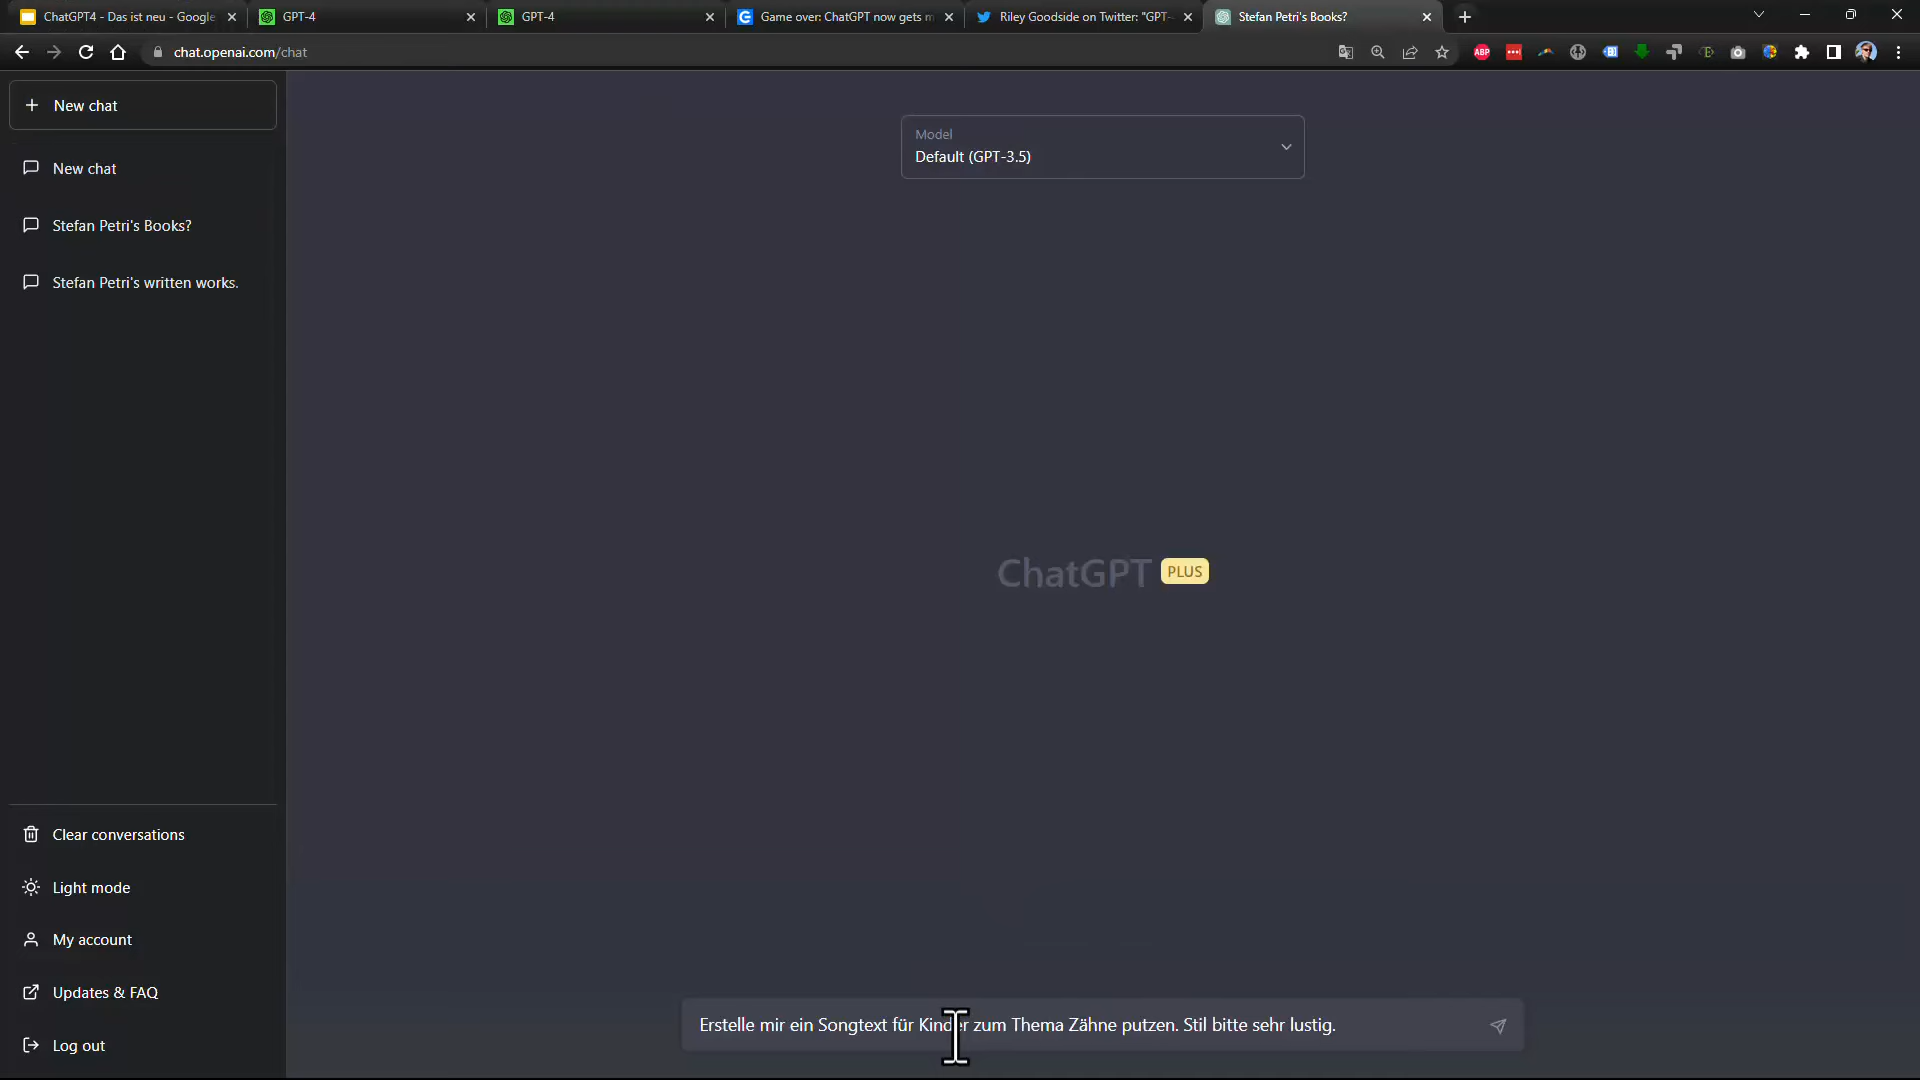 ChatGPT4 - Das ist neu - Google
GPT-4
GPT-4
Game over: ChatGPT now gets m
Riley Goodside on Twitter: "GPT-
Stefan Petri's Books?
chat.openai.com/chat
ABP
New chat
New chat
Stefan Petri's Books?
Stefan Petri's written works.
Model
Default (GPT-3.5)
ChatGPT PLUS
Clear conversations
Light mode
My account
Updates & FAQ
Log out
Erstelle mir ein Songtext für Kinder zum Thema Zähne putzen. Stil bitte sehr lustig.